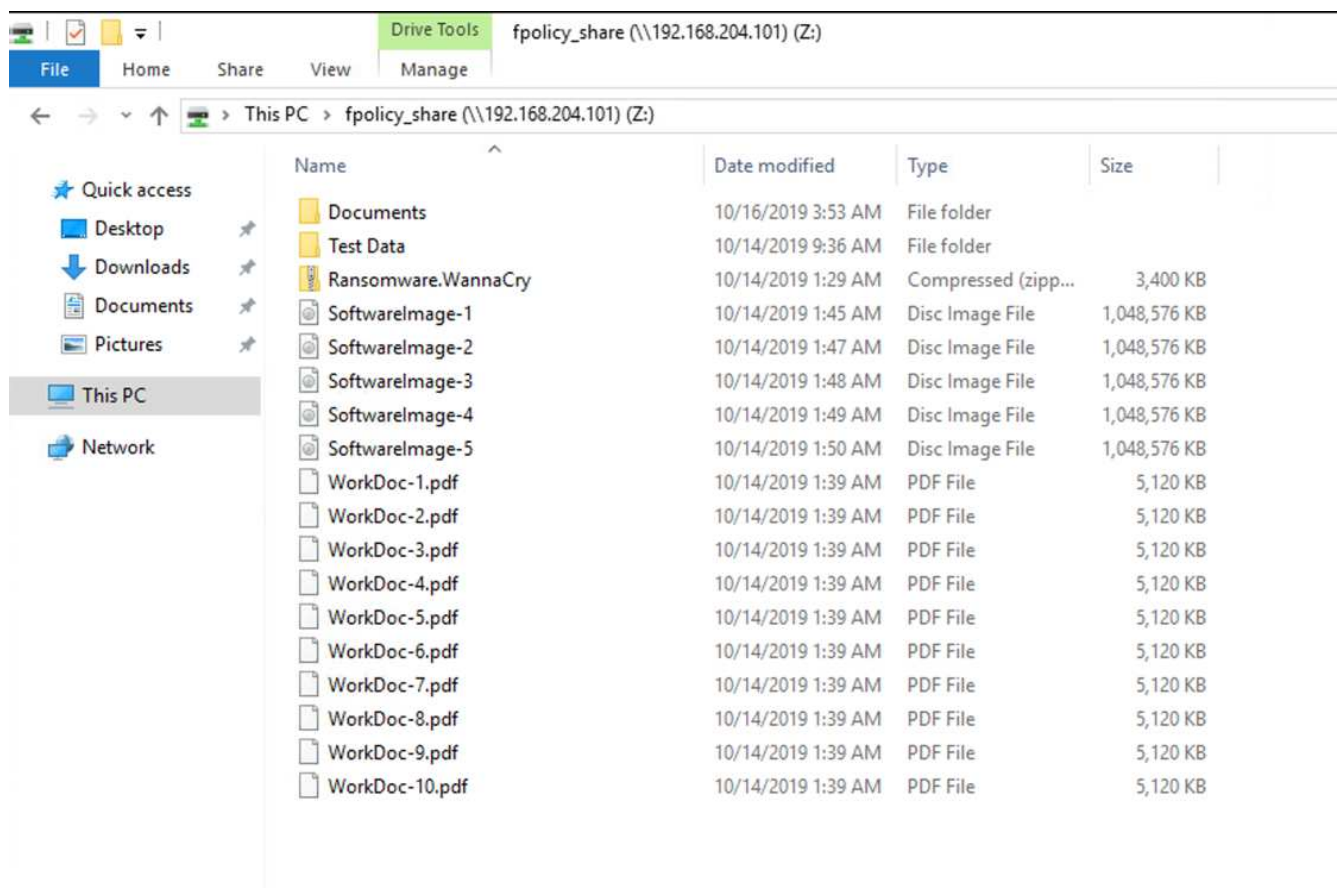 Drive Tools fpolicy_share (\\192.168.204.101) (Z:)
File Home Share View Manage
This PC > fpolicy_share (\\192.168.204.101) (Z:)
Name Date modified Type Size
Quick access
Desktop
Downloads
Documents
Pictures
This PC
Network
Documents 10/16/2019 3:53 AM File folder
Test Data 10/14/2019 9:36 AM File folder
Ransomware.WannaCry 10/14/2019 1:29 AM Compressed (zipp... 3,400 KB
SoftwareImage-1 10/14/2019 1:45 AM Disc Image File 1,048,576 KB
SoftwareImage-2 10/14/2019 1:47 AM Disc Image File 1,048,576 KB
SoftwareImage-3 10/14/2019 1:48 AM Disc Image File 1,048,576 KB
SoftwareImage-4 10/14/2019 1:49 AM Disc Image File 1,048,576 KB
SoftwareImage-5 10/14/2019 1:50 AM Disc Image File 1,048,576 KB
WorkDoc-1.pdf 10/14/2019 1:39 AM PDF File 5,120 KB
WorkDoc-2.pdf 10/14/2019 1:39 AM PDF File 5,120 KB
WorkDoc-3.pdf 10/14/2019 1:39 AM PDF File 5,120 KB
WorkDoc-4.pdf 10/14/2019 1:39 AM PDF File 5,120 KB
WorkDoc-5.pdf 10/14/2019 1:39 AM PDF File 5,120 KB
WorkDoc-6.pdf 10/14/2019 1:39 AM PDF File 5,120 KB
WorkDoc-7.pdf 10/14/2019 1:39 AM PDF File 5,120 KB
WorkDoc-8.pdf 10/14/2019 1:39 AM PDF File 5,120 KB
WorkDoc-9.pdf 10/14/2019 1:39 AM PDF File 5,120 KB
WorkDoc-10.pdf 10/14/2019 1:39 AM PDF File 5,120 KB